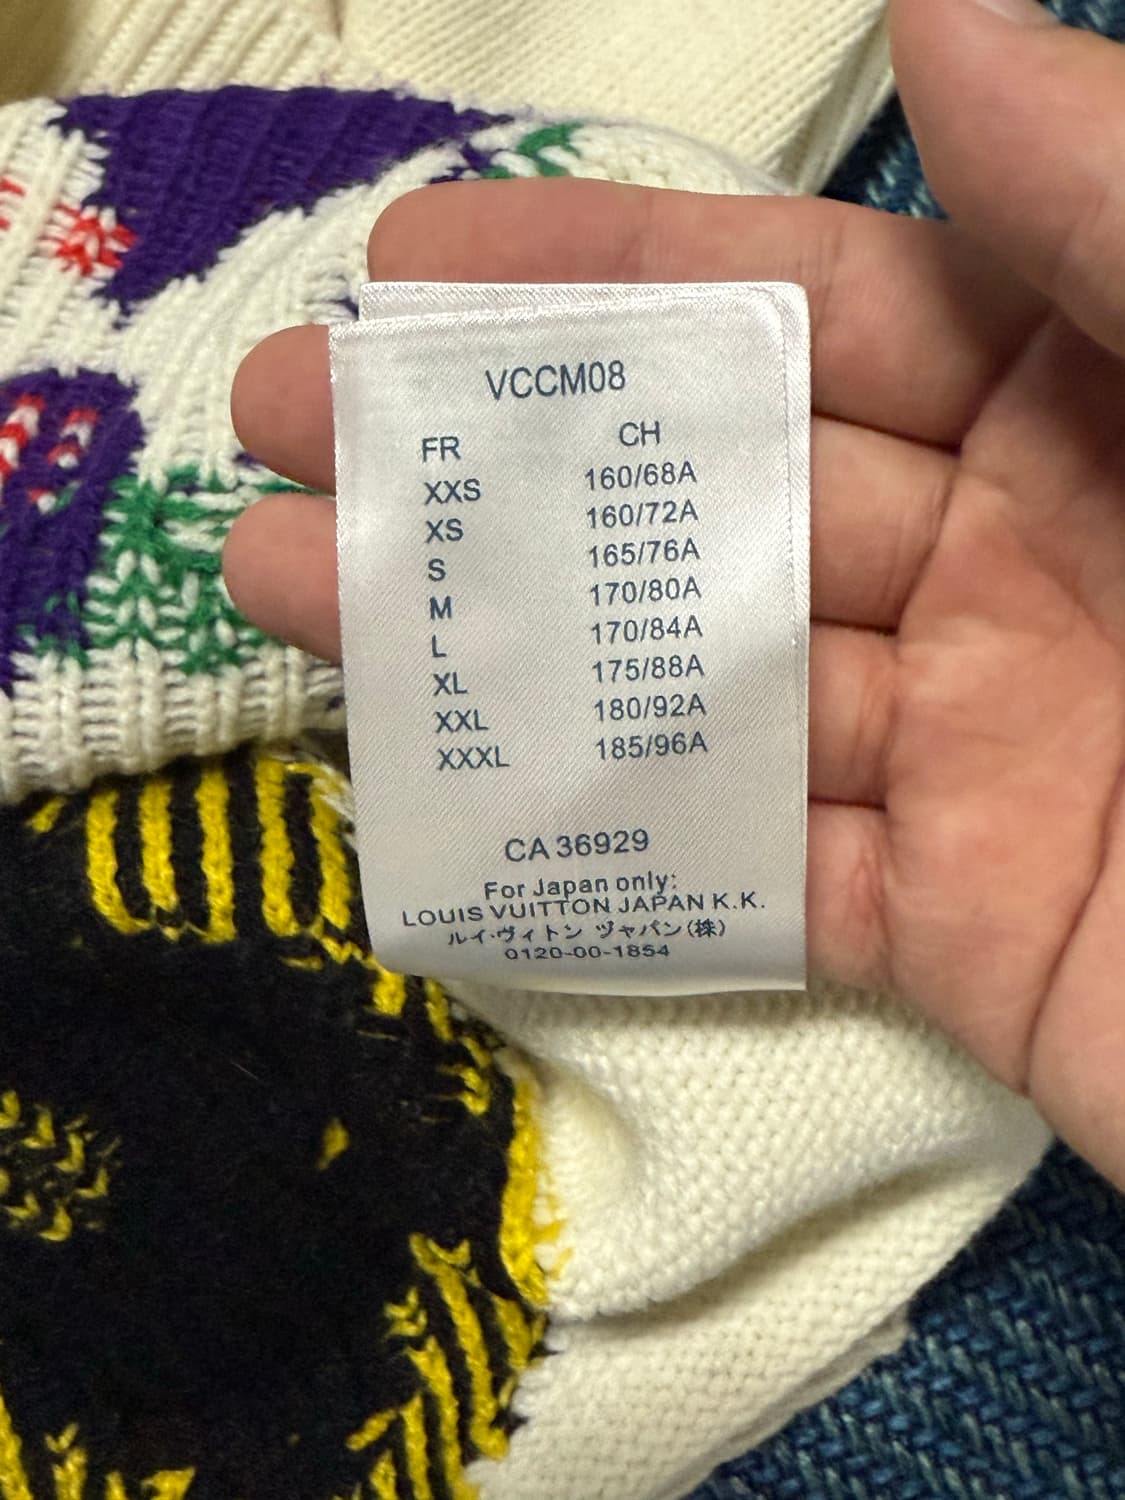 VCCM08
FR CH
XXS 160/68A
XS 160/72A
S 165/76A
M 170/80A
L 170/84A
XL 175/88A
XXL 180/92A
XXXL 185/96A
CA 36929
For Japan only:
LOUIS VUITTON JAPAN K.K.
ルイ·ヴィトン ヅャパン(株)
0120-00-1854